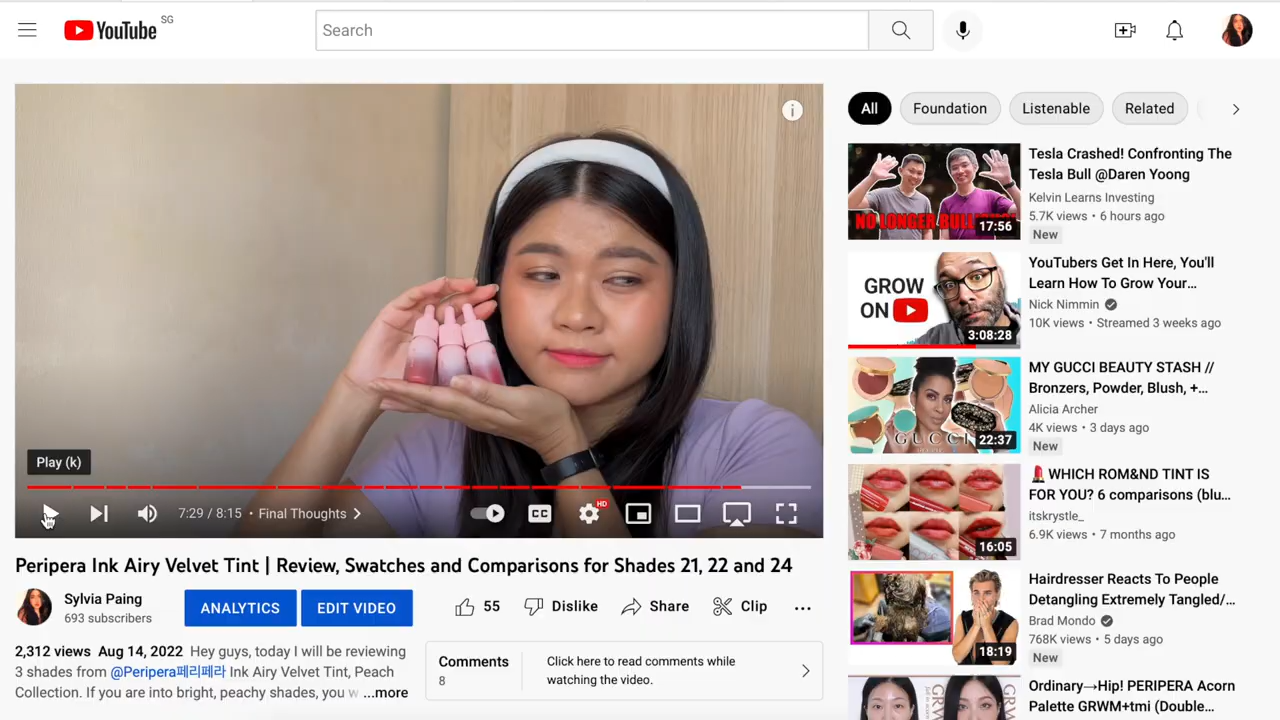 YouTube SG
Search
All
Foundation
Listenable
Related
Play (k)
7:29 / 8:15 • Final Thoughts
CC
HD
Peripera Ink Airy Velvet Tint | Review, Swatches and Comparisons for Shades 21, 22 and 24
Sylvia Paing
693 subscribers
ANALYTICS
EDIT VIDEO
55
Dislike
Share
Clip
2,312 views Aug 14, 2022 Hey guys, today I will be reviewing
3 shades from @Peripera페리페라 Ink Airy Velvet Tint, Peach
Collection. If you are into bright, peachy shades, you w ...more
Comments
8
Click here to read comments while
watching the video.
NO LONGER BULL
17:56
Tesla Crashed! Confronting The
Tesla Bull @Daren Yoong
Kelvin Learns Investing
5.7K views • 6 hours ago
New
GROW
ON
3:08:28
YouTubers Get In Here, You'll
Learn How To Grow Your…
Nick Nimmin
10K views • Streamed 3 weeks ago
GUCCI
22:37
MY GUCCI BEAUTY STASH //
Bronzers, Powder, Blush, +…
Alicia Archer
4K views • 3 days ago
New
16:05
💄WHICH ROM&ND TINT IS
FOR YOU? 6 comparisons (blu…
itskrystle_
6.9K views • 7 months ago
18:19
Hairdresser Reacts To People
Detangling Extremely Tangled/…
Brad Mondo
768K views • 5 days ago
New
GRW
GRW
Ordinary→Hip! PERIPERA Acorn
Palette GRWM+tmi (Double…